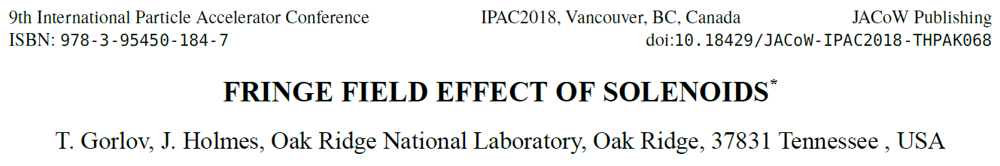 9th International Particle Accelerator Conference IPAC2018, Vancouver, BC, Canada JACoW Publishing
ISBN: 978-3-95450-184-7 doi:10.18429/JACoW-IPAC2018-THPAK068
FRINGE FIELD EFFECT OF SOLENOIDS*
T. Gorlov, J. Holmes, Oak Ridge National Laboratory, Oak Ridge, 37831 Tennessee , USA